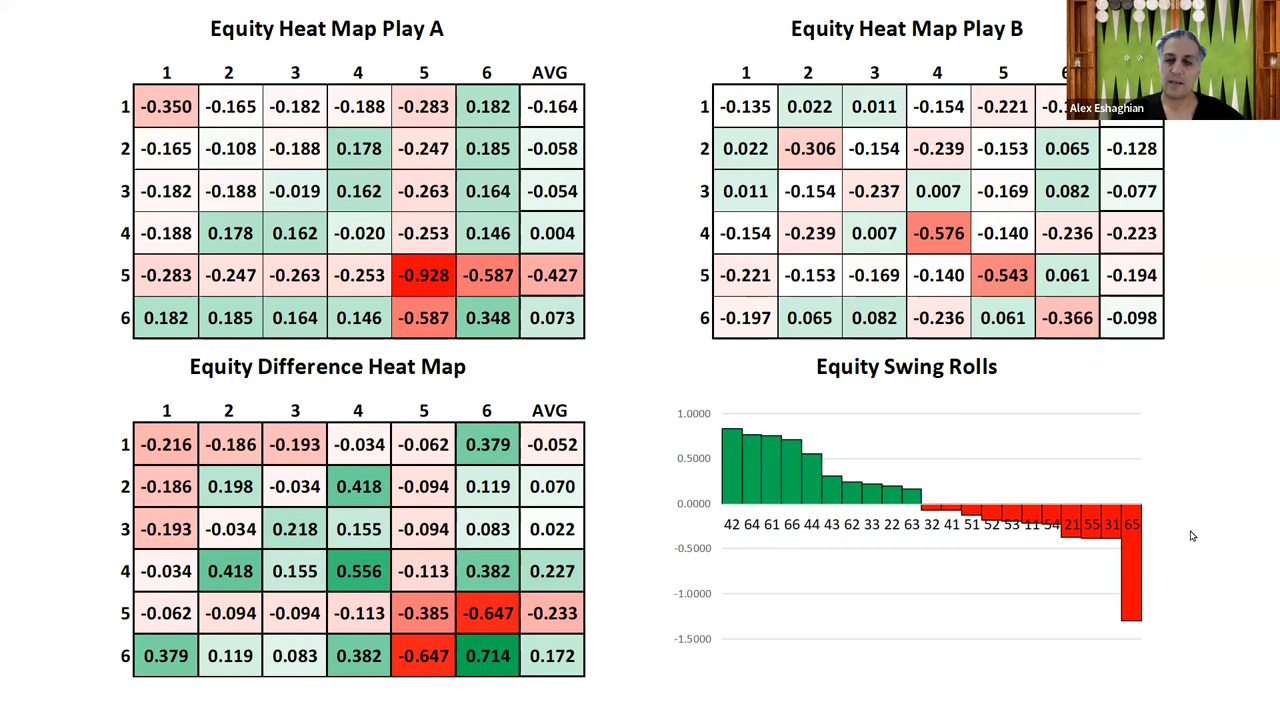 Equity Heat Map Play A
1 2 3 4 5 6 AVG
1 -0.350 -0.165 -0.182 -0.188 -0.283 0.182 -0.164
2 -0.165 -0.108 -0.188 0.178 -0.247 0.185 -0.058
3 -0.182 -0.188 -0.019 0.162 -0.263 0.164 -0.054
4 -0.188 0.178 0.162 -0.020 -0.253 0.146 0.004
5 -0.283 -0.247 -0.263 -0.253 -0.928 -0.587 -0.427
6 0.182 0.185 0.164 0.146 -0.587 0.348 0.073
Equity Heat Map Play B
1 2 3 4 5
1 -0.135 0.022 0.011 -0.154 -0.221
2 0.022 -0.306 -0.154 -0.239 -0.153 0.065 -0.128
3 0.011 -0.154 -0.237 0.007 -0.169 0.082 -0.077
4 -0.154 -0.239 0.007 -0.576 -0.140 -0.236 -0.223
5 -0.221 -0.153 -0.169 -0.140 -0.543 0.061 -0.194
6 -0.197 0.065 0.082 -0.236 0.061 -0.366 -0.098
Alex Eshaghian
Equity Difference Heat Map
1 2 3 4 5 6 AVG
1 -0.216 -0.186 -0.193 -0.034 -0.062 0.379 -0.052
2 -0.186 0.198 -0.034 0.418 -0.094 0.119 0.070
3 -0.193 -0.034 0.218 0.155 -0.094 0.083 0.022
4 -0.034 0.418 0.155 0.556 -0.113 0.382 0.227
5 -0.062 -0.094 -0.094 -0.113 -0.385 -0.647 -0.233
6 0.379 0.119 0.083 0.382 -0.647 0.714 0.172
Equity Swing Rolls
1.0000
0.5000
0.0000
42 64 61 66 44 43 62 33 22 63 32 41 51 52 53 11 54 21 55 31 65
-0.5000
-1.0000
-1.5000